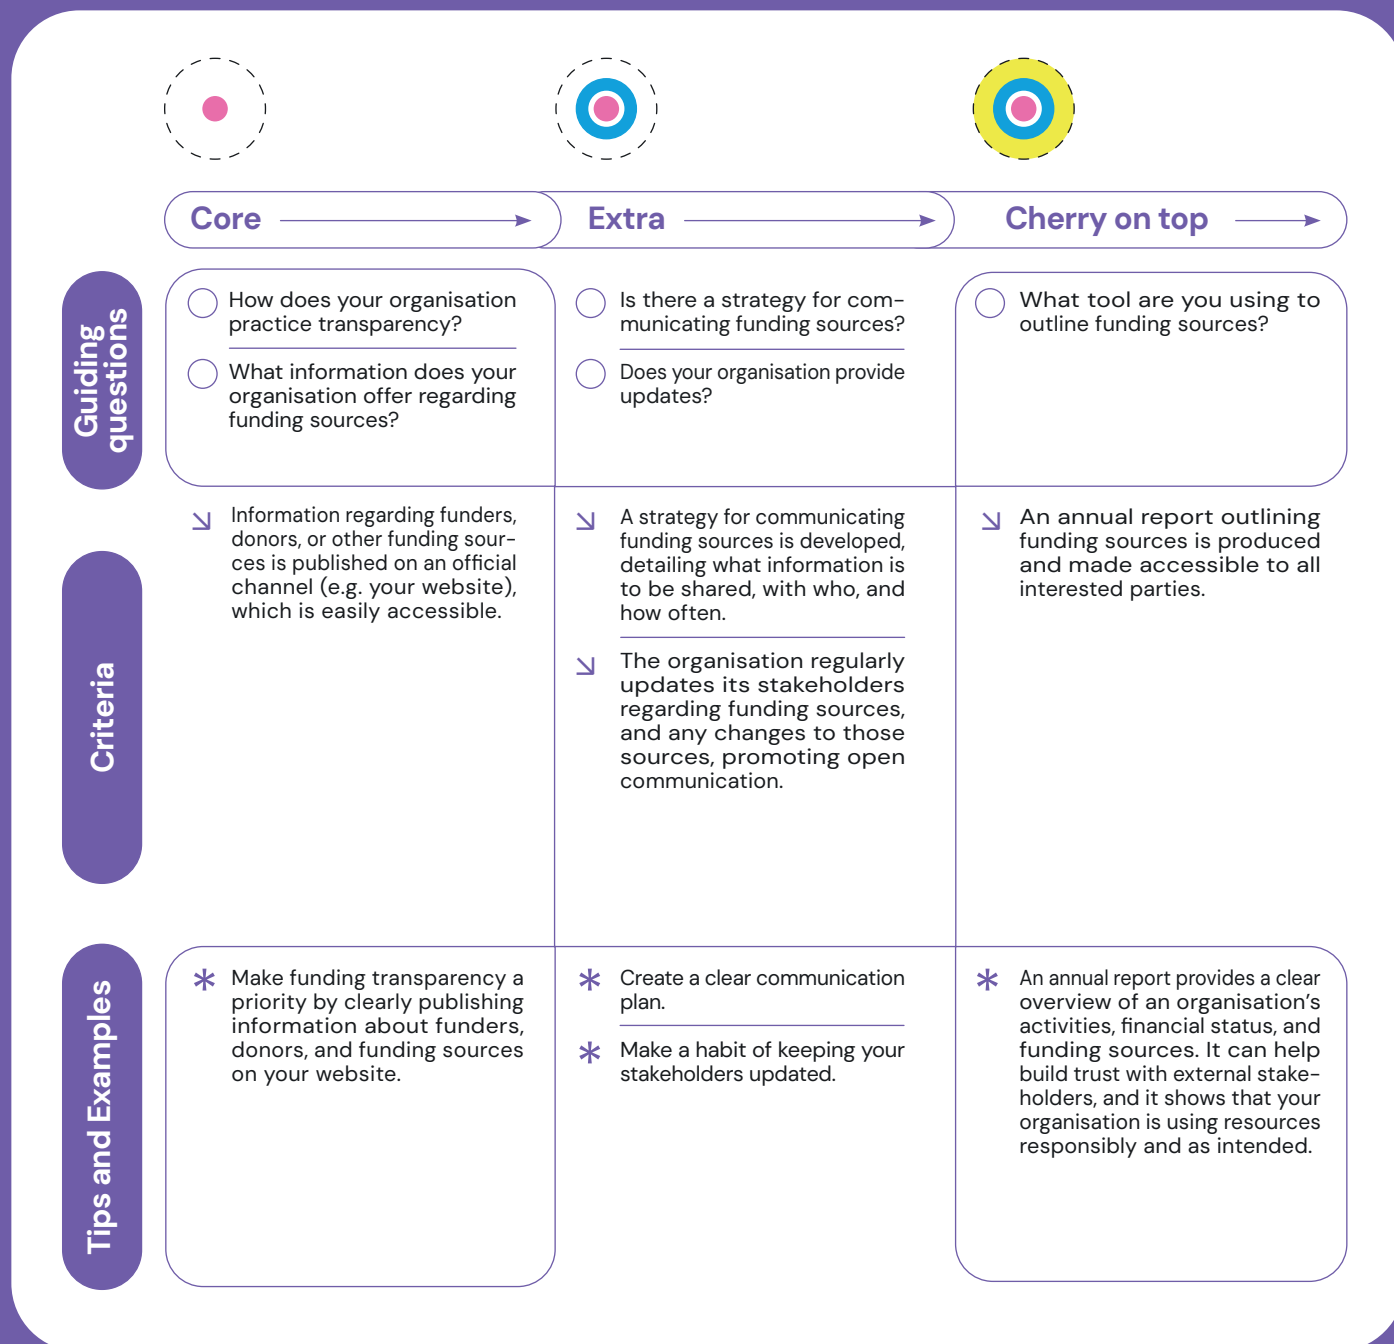 Core
Extra
Cherry on top
Guiding
questions
How does your organisation
practice transparency?
What information does your
organisation offer regarding
funding sources?
Is there a strategy for com-
municating funding sources?
Does your organisation provide
updates?
What tool are you using to
outline funding sources?
Criteria
Information regarding funders,
donors, or other funding sour-
ces is published on an official
channel (e.g. your website),
which is easily accessible.
A strategy for communicating
funding sources is developed,
detailing what information is
to be shared, with who, and
how often.
The organisation regularly
updates its stakeholders
regarding funding sources,
and any changes to those
sources, promoting open
communication.
An annual report outlining
funding sources is produced
and made accessible to all
interested parties.
Tips and Examples
Make funding transparency a
priority by clearly publishing
information about funders,
donors, and funding sources
on your website.
Create a clear communication
plan.
Make a habit of keeping your
stakeholders updated.
An annual report provides a clear
overview of an organisation’s
activities, financial status, and
funding sources. It can help
build trust with external stake-
holders, and it shows that your
organisation is using resources
responsibly and as intended.